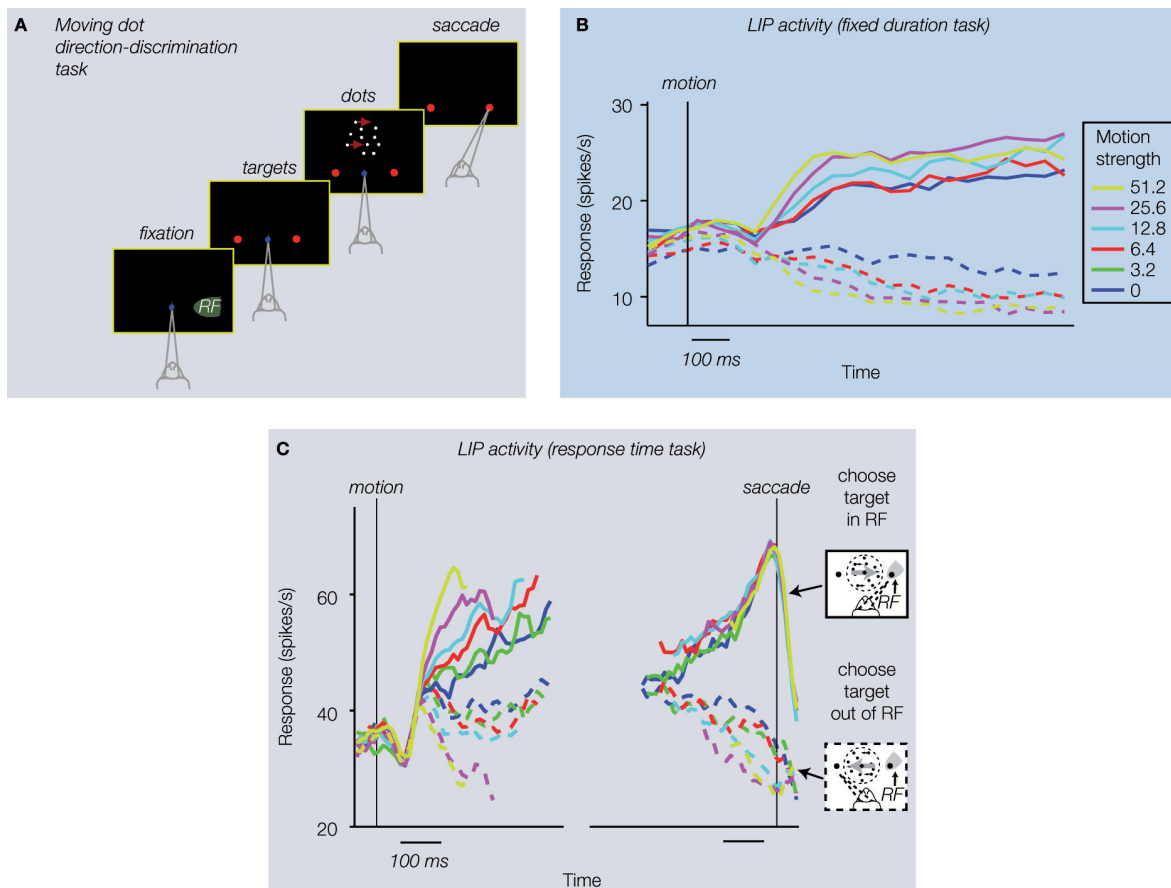 A
Moving dot
direction-discrimination
task
saccade
dots
targets
fixation
RF
B
LIP activity (fixed duration task)
motion
Response (spikes/s)
30
20
10
100 ms
Time
Motion
strength
51.2
25.6
12.8
6.4
3.2
0
C
LIP activity (response time task)
motion
saccade
Response (spikes/s)
60
40
20
100 ms
Time
choose
target
in RF
RF
choose
target
out of RF
RF